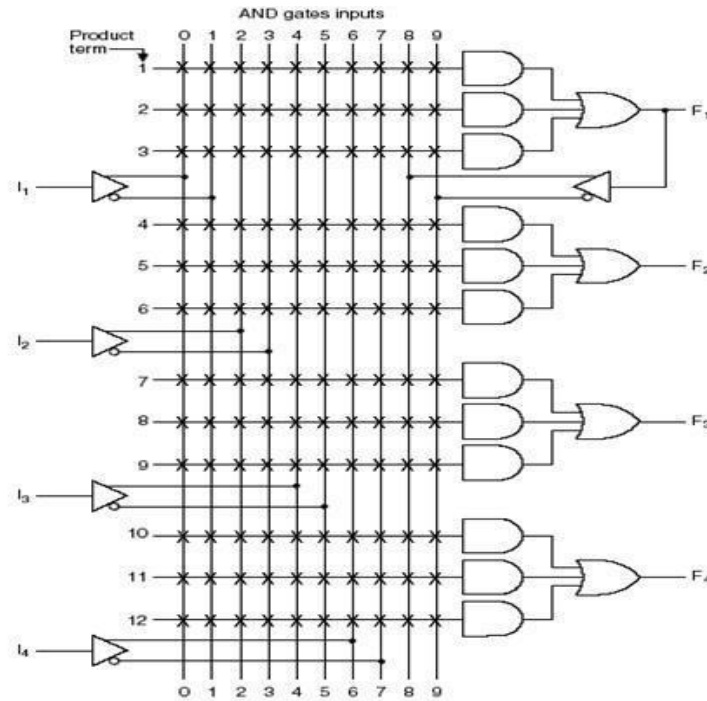 AND gates inputs
Product
term
0 1 2 3 4 5 6 7 8 9
1
2
F1
3
I1
4
5
F2
6
I2
7
8
F3
9
I3
10
11
F4
12
I4
0 1 2 3 4 5 6 7 8 9